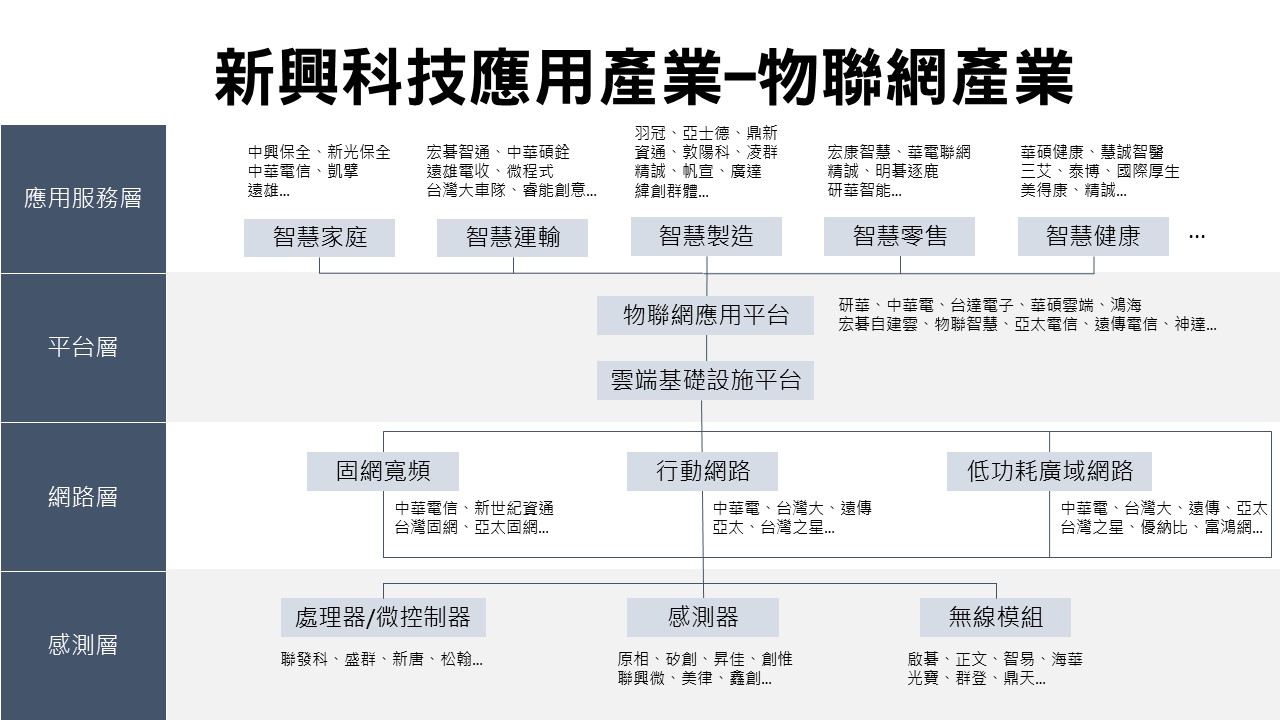 新興科技應用產業–物聯網產業
應用服務層
中興保全、新光保全
中華電信、凱擘
遠雄...
智慧家庭
宏碁智通、中華碩銓
遠雄電收、微程式
台灣大車隊、睿能創意...
智慧運輸
羽冠、亞士德、鼎新
資通、敦陽科、凌群
精誠、帆宣、廣達
緯創群體...
智慧製造
宏康智慧、華電聯網
精誠、明碁逐鹿
研華智能...
智慧零售
華碩健康、慧誠智醫
三艾、泰博、國際厚生
美得康、精誠...
智慧健康
...
平台層
物聯網應用平台
研華、中華電、台達電子、華碩雲端、鴻海
宏碁自建雲、物聯智慧、亞太電信、遠傳電信、神達...
雲端基礎設施平台
網路層
固網寬頻
中華電信、新世紀資通
台灣固網、亞太固網...
行動網路
中華電、台灣大、遠傳
亞太、台灣之星...
低功耗廣域網路
中華電、台灣大、遠傳、亞太
台灣之星、優納比、富鴻網...
感測層
處理器/微控制器
聯發科、盛群、新唐、松翰...
感測器
原相、矽創、昇佳、創惟
聯興微、美律、鑫創...
無線模組
啟碁、正文、智易、海華
光寶、群登、鼎天...